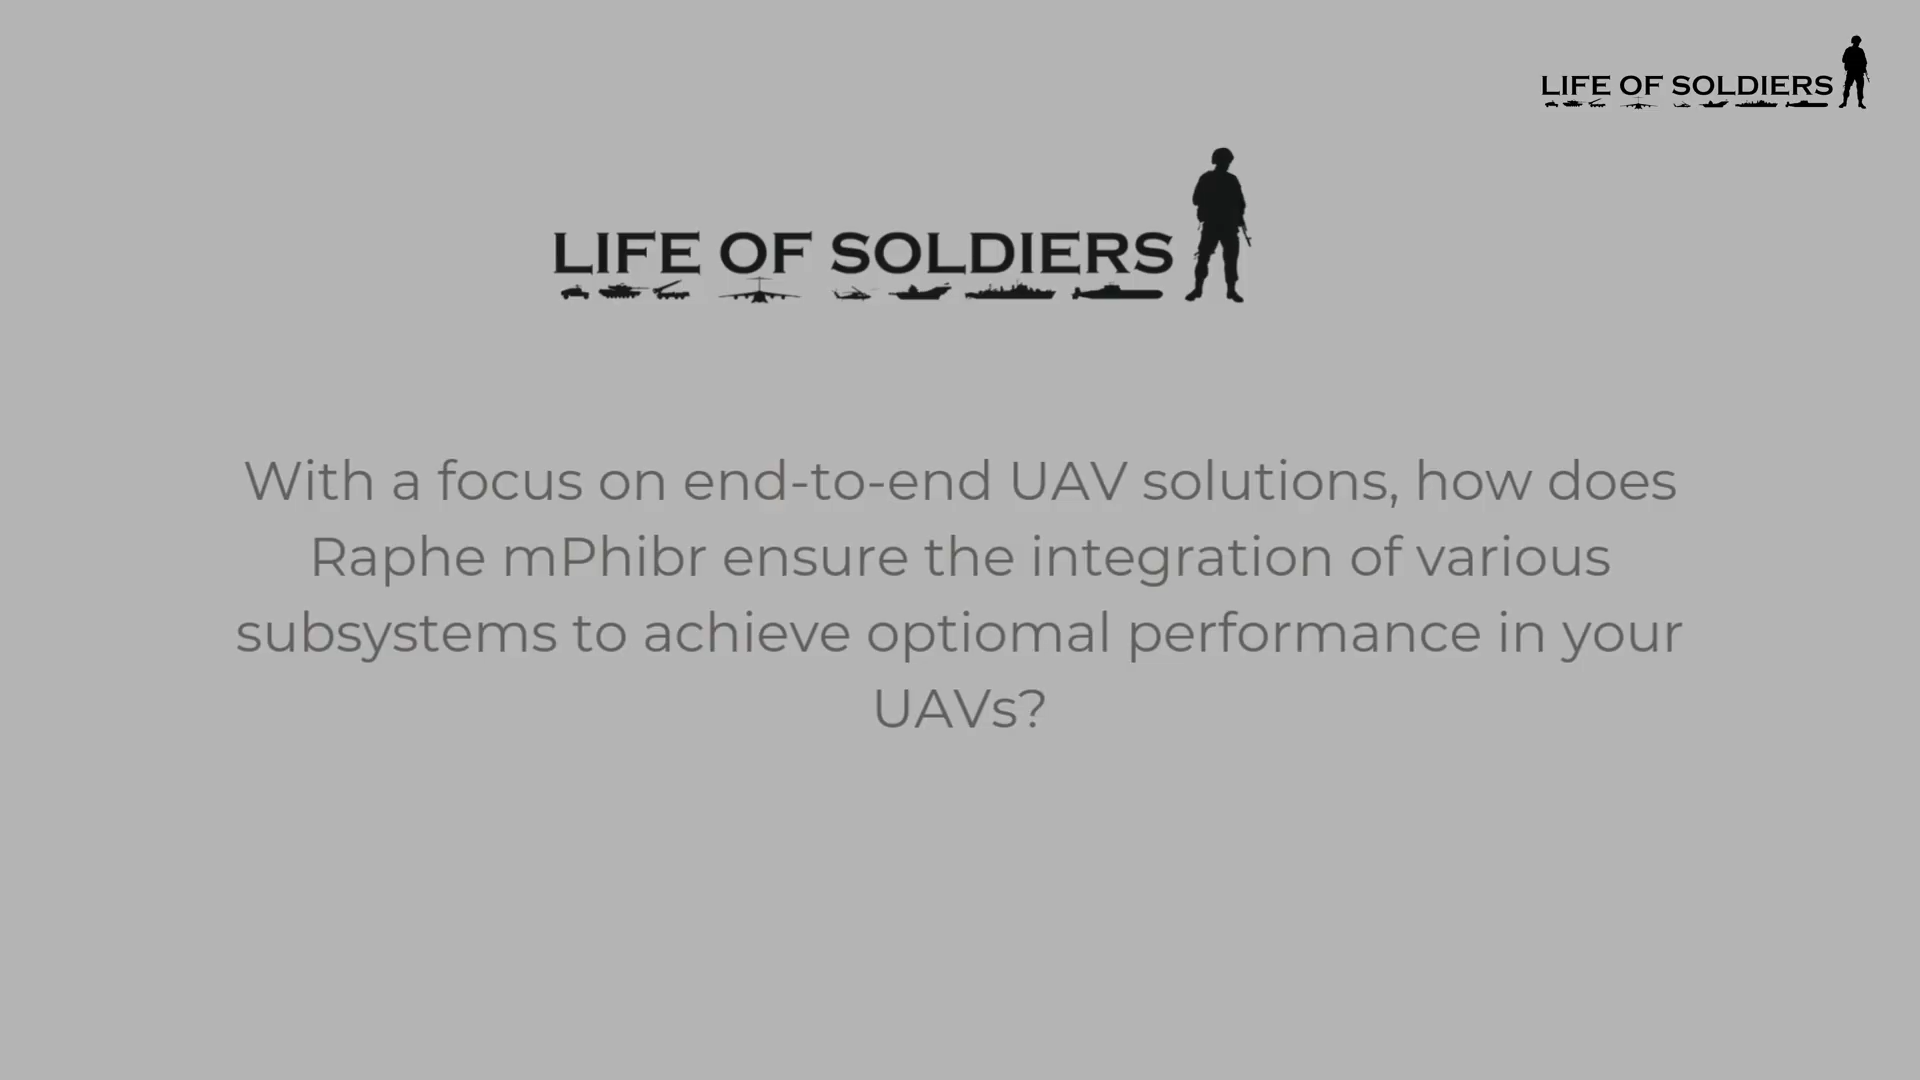 LIFE OF SOLDIERS
LIFE OF SOLDIERS
With a focus on end-to-end UAV solutions, how does
Raphe mPhibr ensure the integration of various
subsystems to achieve optiomal performance in your
UAVs?